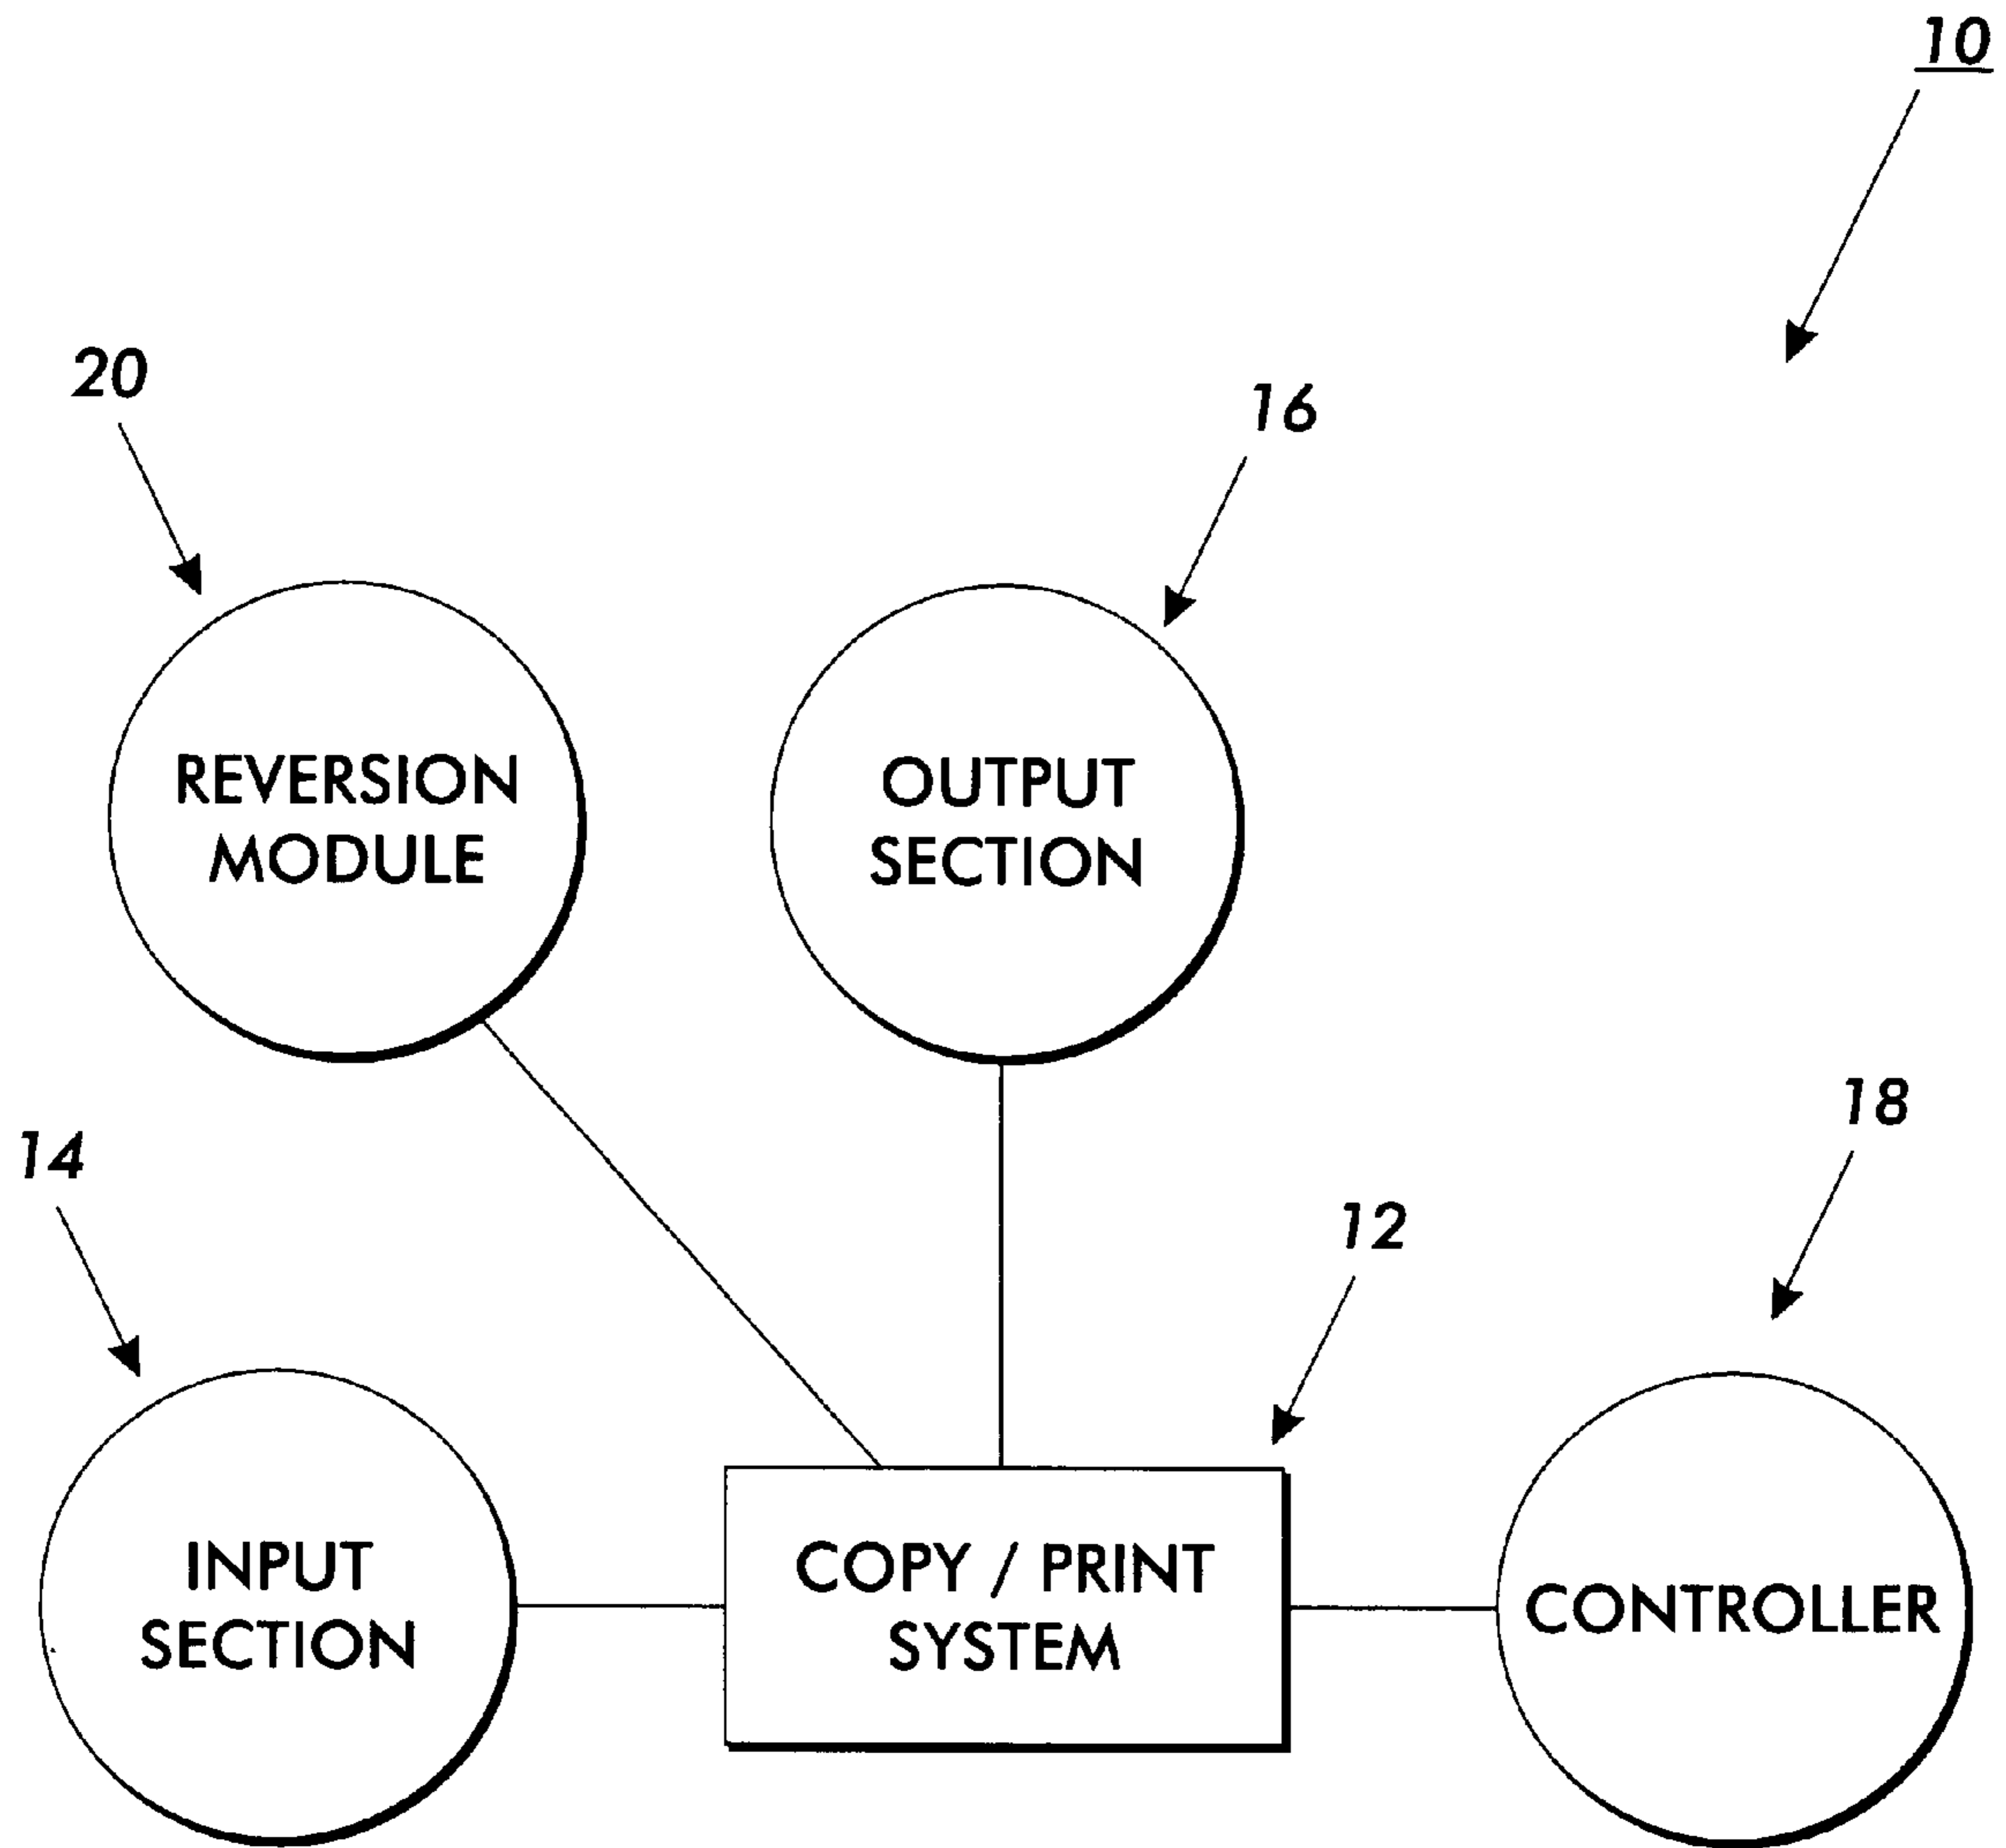 10
20
16
REVERSION
MODULE
OUTPUT
SECTION
14
18
12
INPUT
SECTION
COPY / PRINT
SYSTEM
CONTROLLER